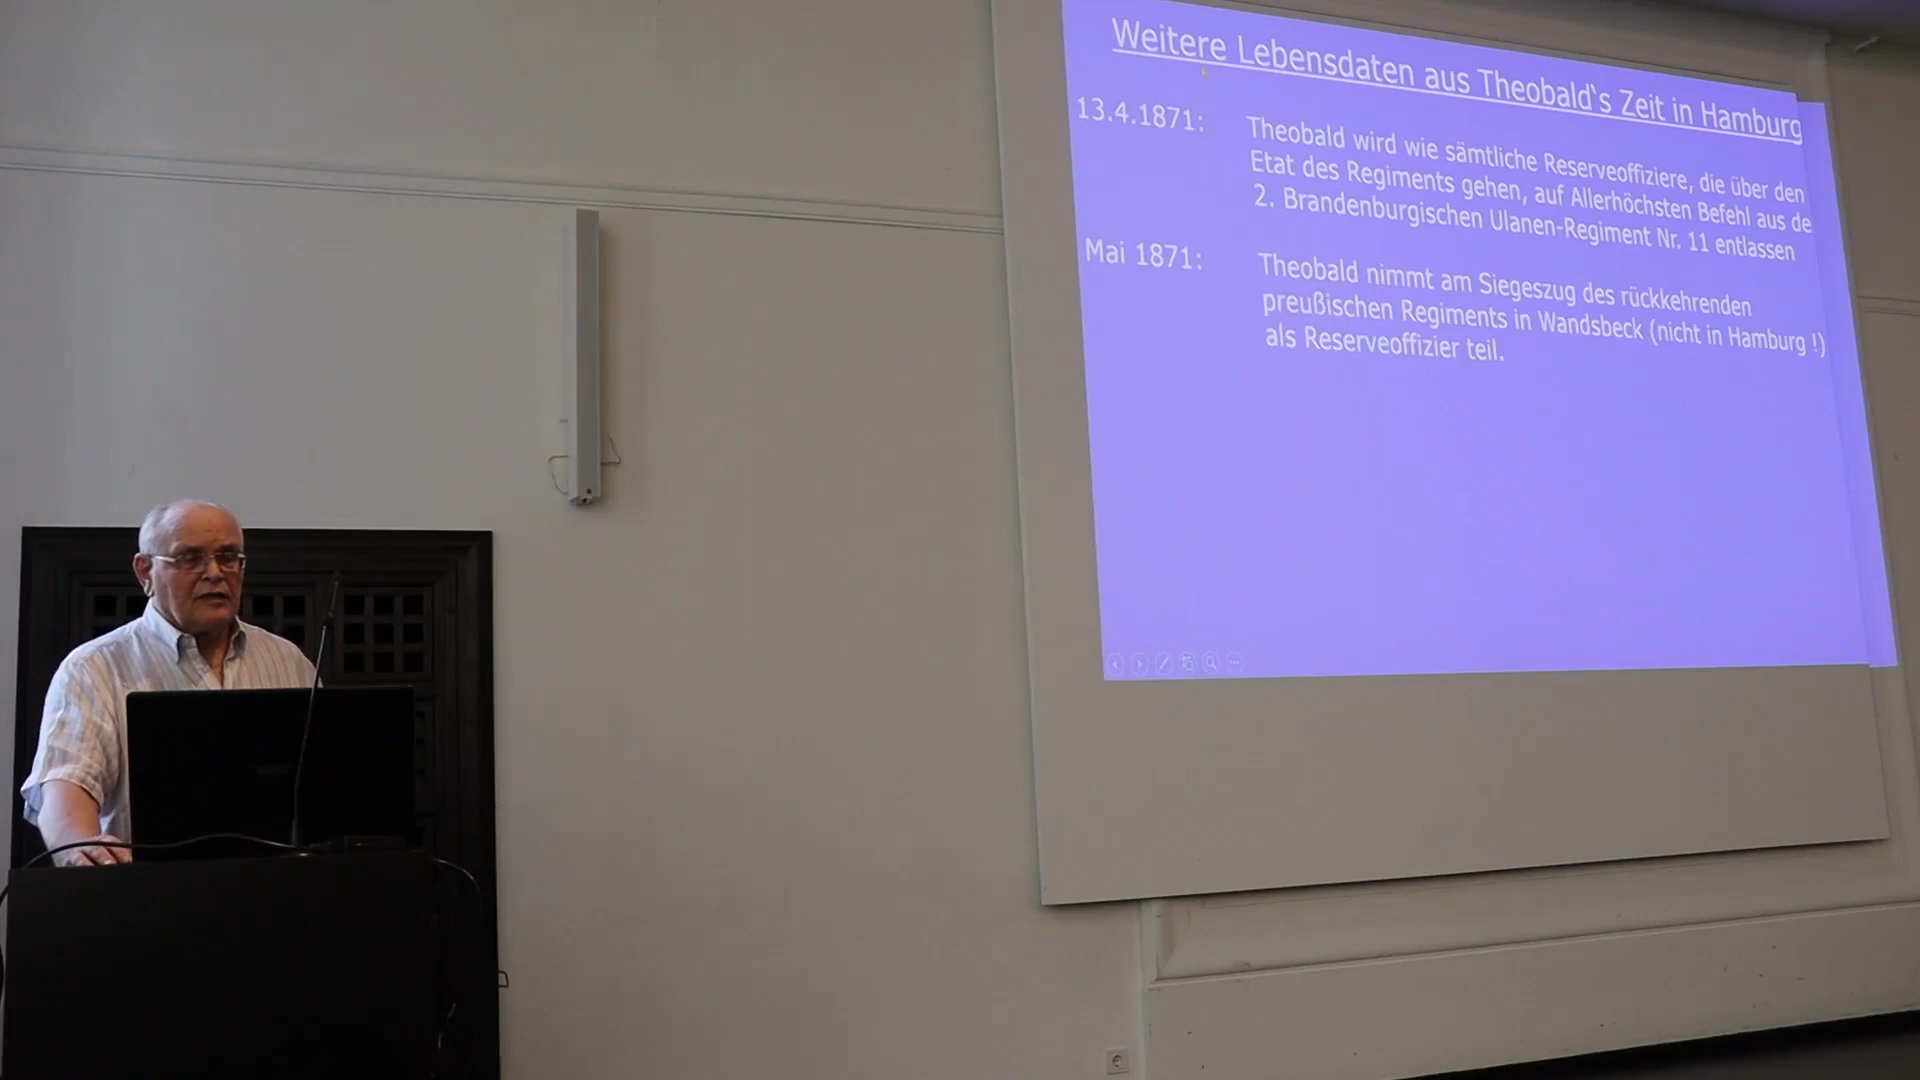 Weitere Lebensdaten aus Theobald`s Zeit in Hamburg
13.4.1871:
Theobald wird wie sämtliche Reserveoffiziere, die über den
Etat des Regiments gehen, auf Allerhöchsten Befehl aus de
2. Brandenburgischen Ulanen-Regiment Nr. 11 entlassen
Mai 1871:
Theobald nimmt am Siegeszug des rückkehrenden
preußischen Regiments in Wandsbeck (nicht in Hamburg !)
als Reserveoffizier teil.